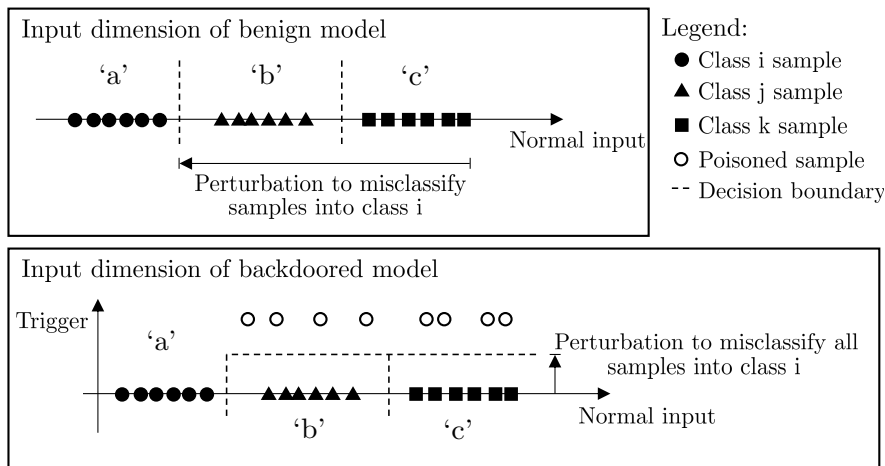 Input dimension of benign model
‘a’ ‘b’ ‘c’
Normal input
Perturbation to misclassify
samples into class i
Legend:
Class i sample
Class j sample
Class k sample
Poisoned sample
Decision boundary
Input dimension of backdoored model
Trigger
‘a’
Perturbation to misclassify all
samples into class i
Normal input
‘b’ ‘c’